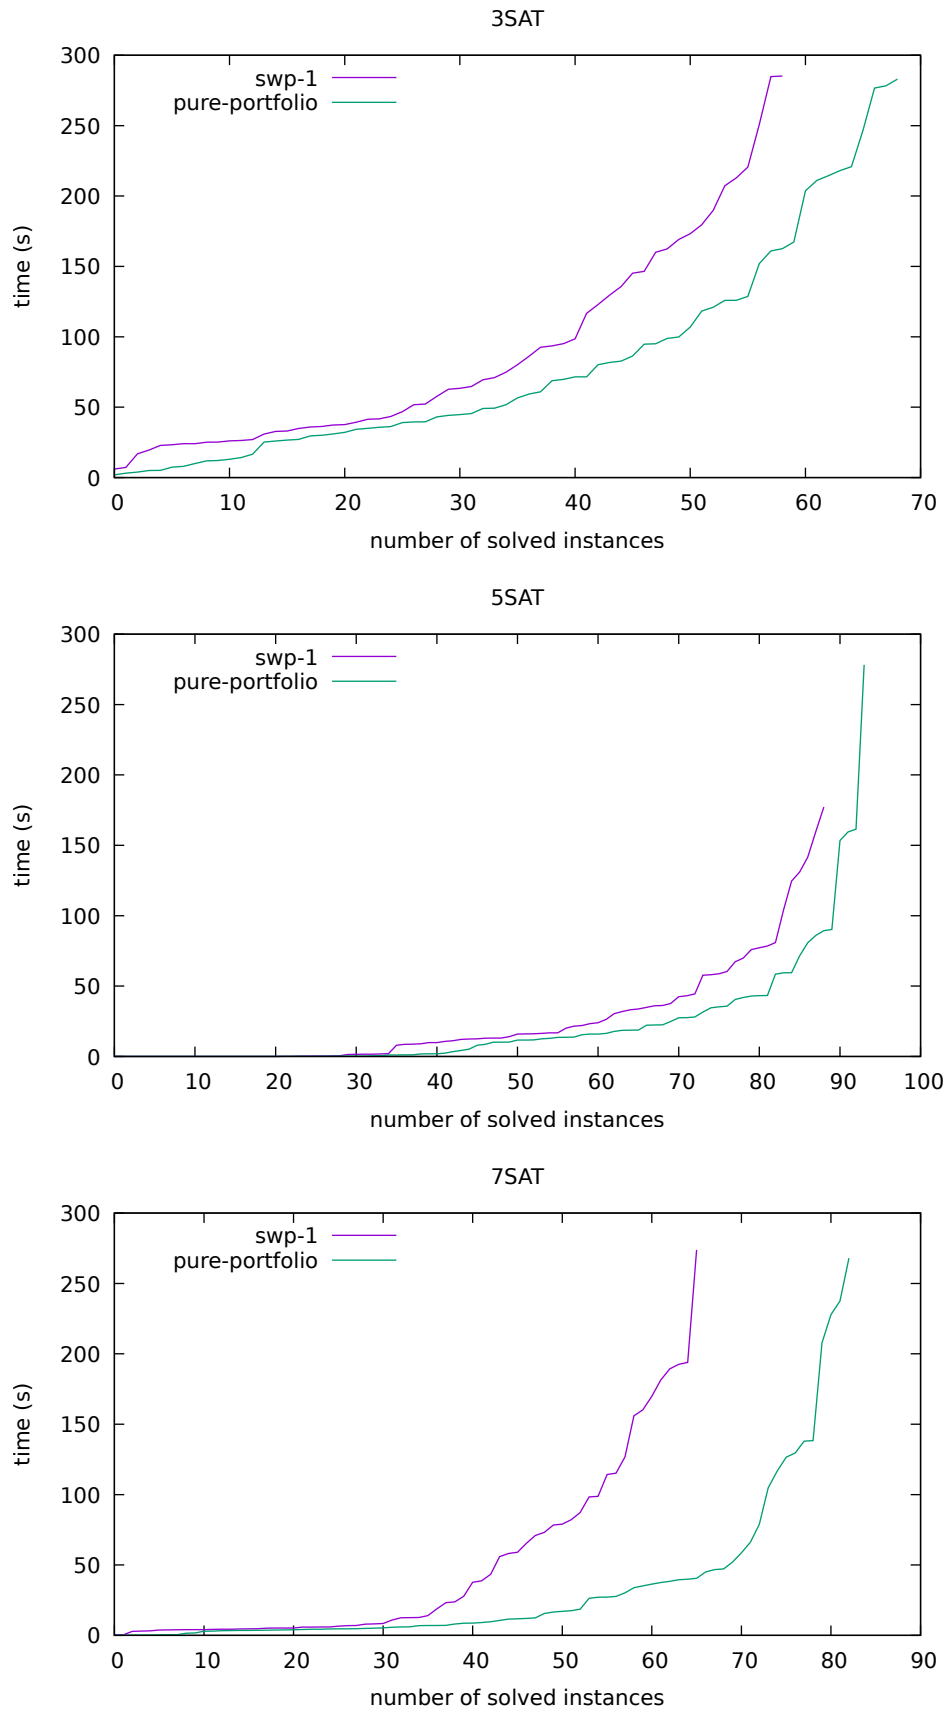 3SAT
300
250
200
150
100
50
0
time (s)
swp-1
pure-portfolio
0 10 20 30 40 50 60 70
number of solved instances
5SAT
300
250
200
150
100
50
0
time (s)
swp-1
pure-portfolio
0 10 20 30 40 50 60 70 80 90 100
number of solved instances
7SAT
300
250
200
150
100
50
0
time (s)
swp-1
pure-portfolio
0 10 20 30 40 50 60 70 80 90
number of solved instances